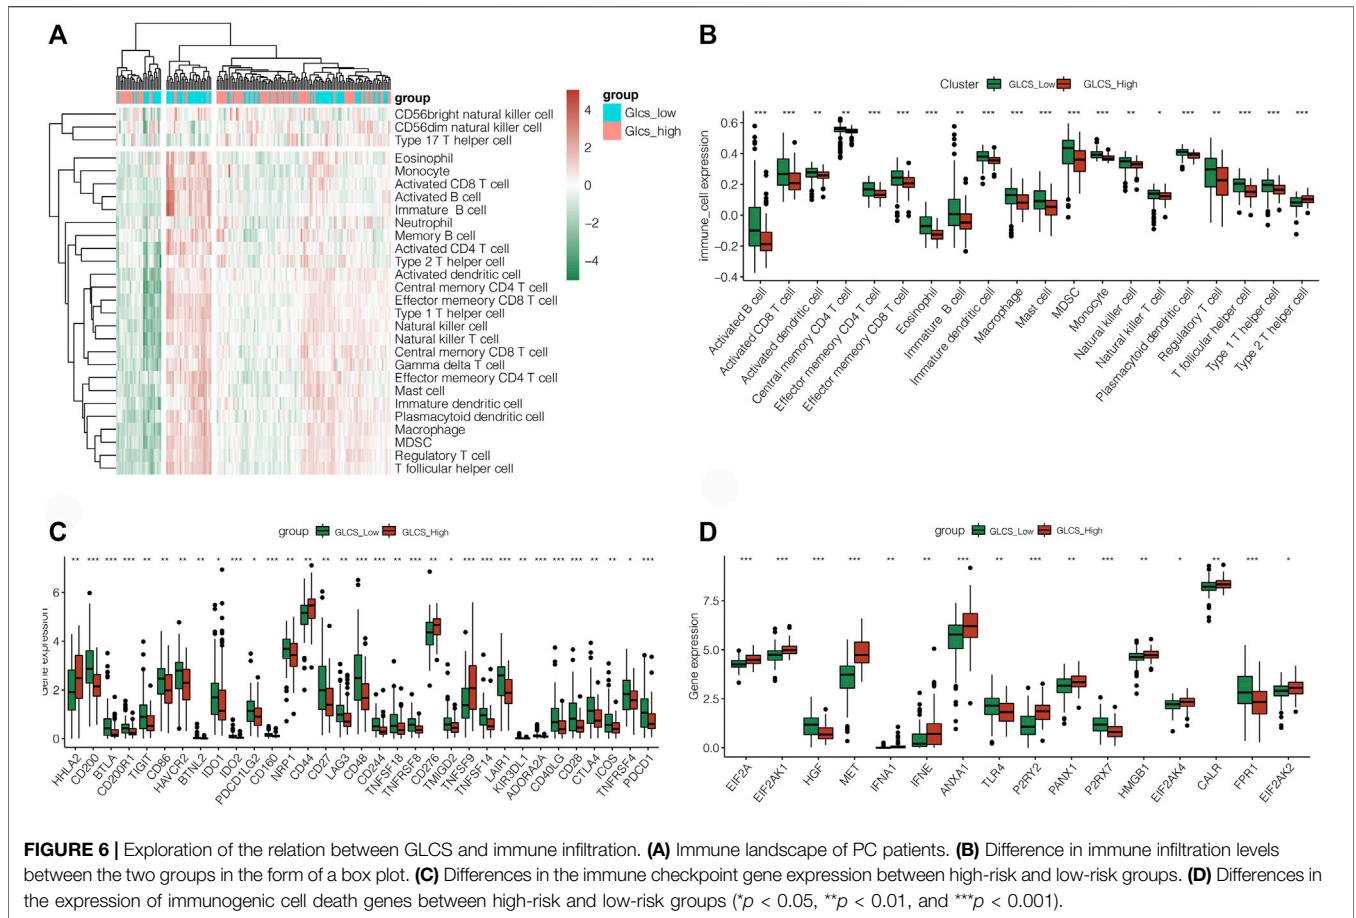 A
group
CD56bright natural killer cell
CD56dim natural killer cell
Type 17 T helper cell
Eosinophil
Monocyte
Activated CD8 T cell
Activated B cell
Immature B cell
Neutrophil
Memory B cell
Activated CD4 T cell
Type 2 T helper cell
Activated dendritic cell
Central memory CD4 T cell
Effector memeory CD8 T cell
Type 1 T helper cell
Natural killer cell
Natural killer T cell
Central memory CD8 T cell
Gamma delta T cell
Effector memeory CD4 T cell
Mast cell
Immature dendritic cell
Plasmacytoid dendritic cell
Macrophage
MDSC
Regulatory T cell
T follicular helper cell
4
2
0
−2
−4
group
Glcs_low
Glcs_high
B
Cluster GLCS_Low GLCS_High
*** *** ** ** *** *** *** ** *** *** *** *** *** ** * *** ** *** *** ***
immune_cell expression
0.6
0.4
0.2
0.0
−0.2
−0.4
Activated B cell
Activated CD8 T cell
Activated dendritic cell
Central memory CD4 T cell
Effector memeory CD4 T cell
Effector memeory CD8 T cell
Eosinophil
Immature B cell
Immature dendritic cell
Macrophage
Mast cell
MDSC
Monocyte
Natural killer cell
Natural killer T cell
Plasmacytoid dendritic cell
Regulatory T cell
T follicular helper cell
Type 1 T helper cell
Type 2 T helper cell
C
group GLCS_Low GLCS_High
** *** *** *** ** ** ** ** * *** * *** ** ** ** *** ** *** ** *** ** * *** *** *** ** *** *** *** ** * ***
gene expression
6
4
2
0
HHLA2
CD200
BTLA
CD200R1
TIGIT
CD86
HAVCR2
BTNL2
IDO1
IDO2
PDCD1LG2
CD160
NRP1
CD44
CD27
LAG3
CD48
CD244
TNFSF18
TNFRSF8
CD276
TMIGD2
TNFSF9
TNFSF14
LAIR1
KIR3DL1
ADORA2A
CD40LG
CD28
CTLA4
ICOS
TNFRSF4
PDCD1
D
group GLCS_Low GLCS_High
*** *** *** *** * ** *** ** *** ** *** ** * ** *** *
Gene expression
7.5
5.0
2.5
0.0
EIF2A
EIF2AK1
HGF
MET
IFNA1
IFNE
ANXA1
TLR4
P2RY2
PANX1
P2RX7
HMGB1
EIF2AK4
CALR
FPR1
EIF2AK2
FIGURE 6 | Exploration of the relation between GLCS and immune infiltration. (A) Immune landscape of PC patients. (B) Difference in immune infiltration levels
between the two groups in the form of a box plot. (C) Differences in the immune checkpoint gene expression between high-risk and low-risk groups. (D) Differences in
the expression of immunogenic cell death genes between high-risk and low-risk groups (*p < 0.05, **p < 0.01, and ***p < 0.001).